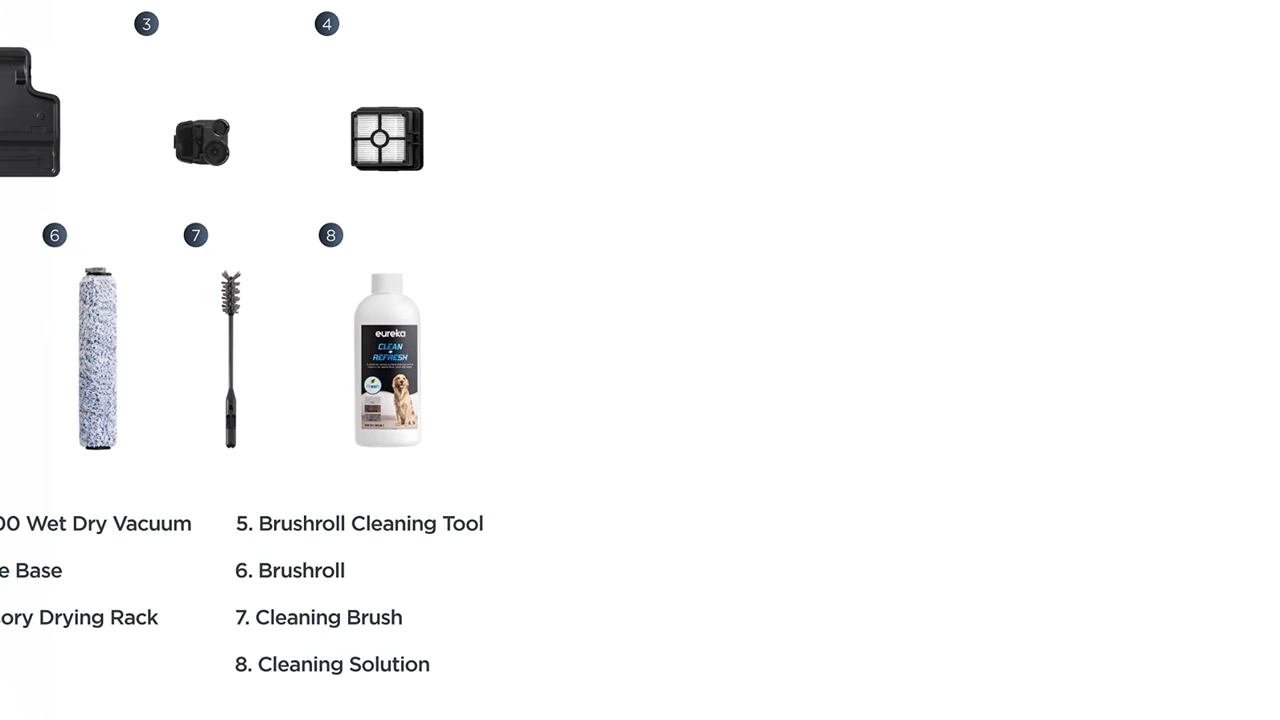 3 4
6 7 8
eureka
CLEAN
+
REFRESH
00 Wet Dry Vacuum
e Base
sory Drying Rack
5. Brushroll Cleaning Tool
6. Brushroll
7. Cleaning Brush
8. Cleaning Solution